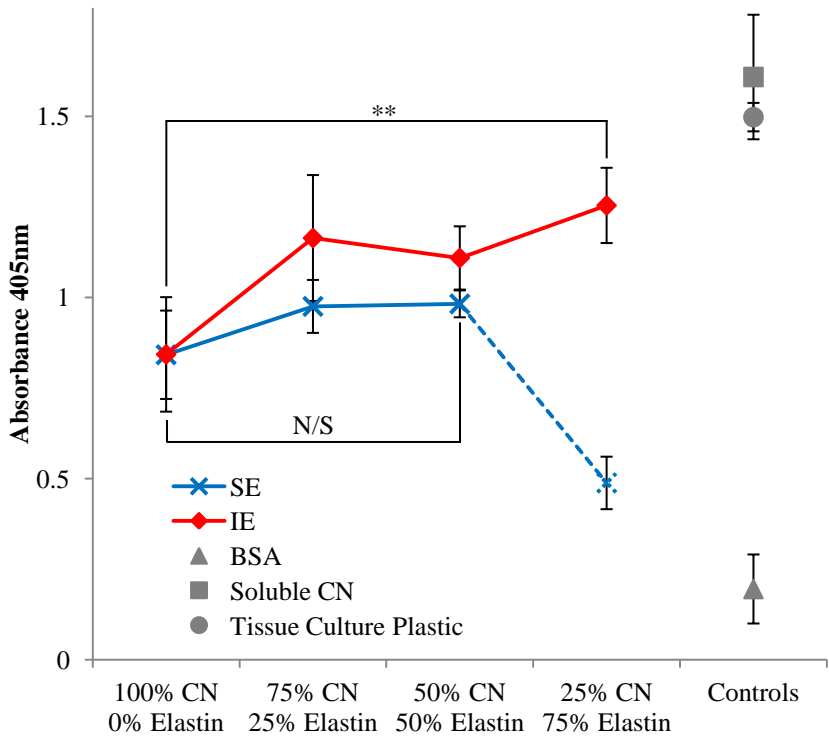 1.5
1
0.5
0
Absorbance 405nm
**
N/S
SE
IE
BSA
Soluble CN
Tissue Culture Plastic
100% CN
0% Elastin
75% CN
25% Elastin
50% CN
50% Elastin
25% CN
75% Elastin
Controls